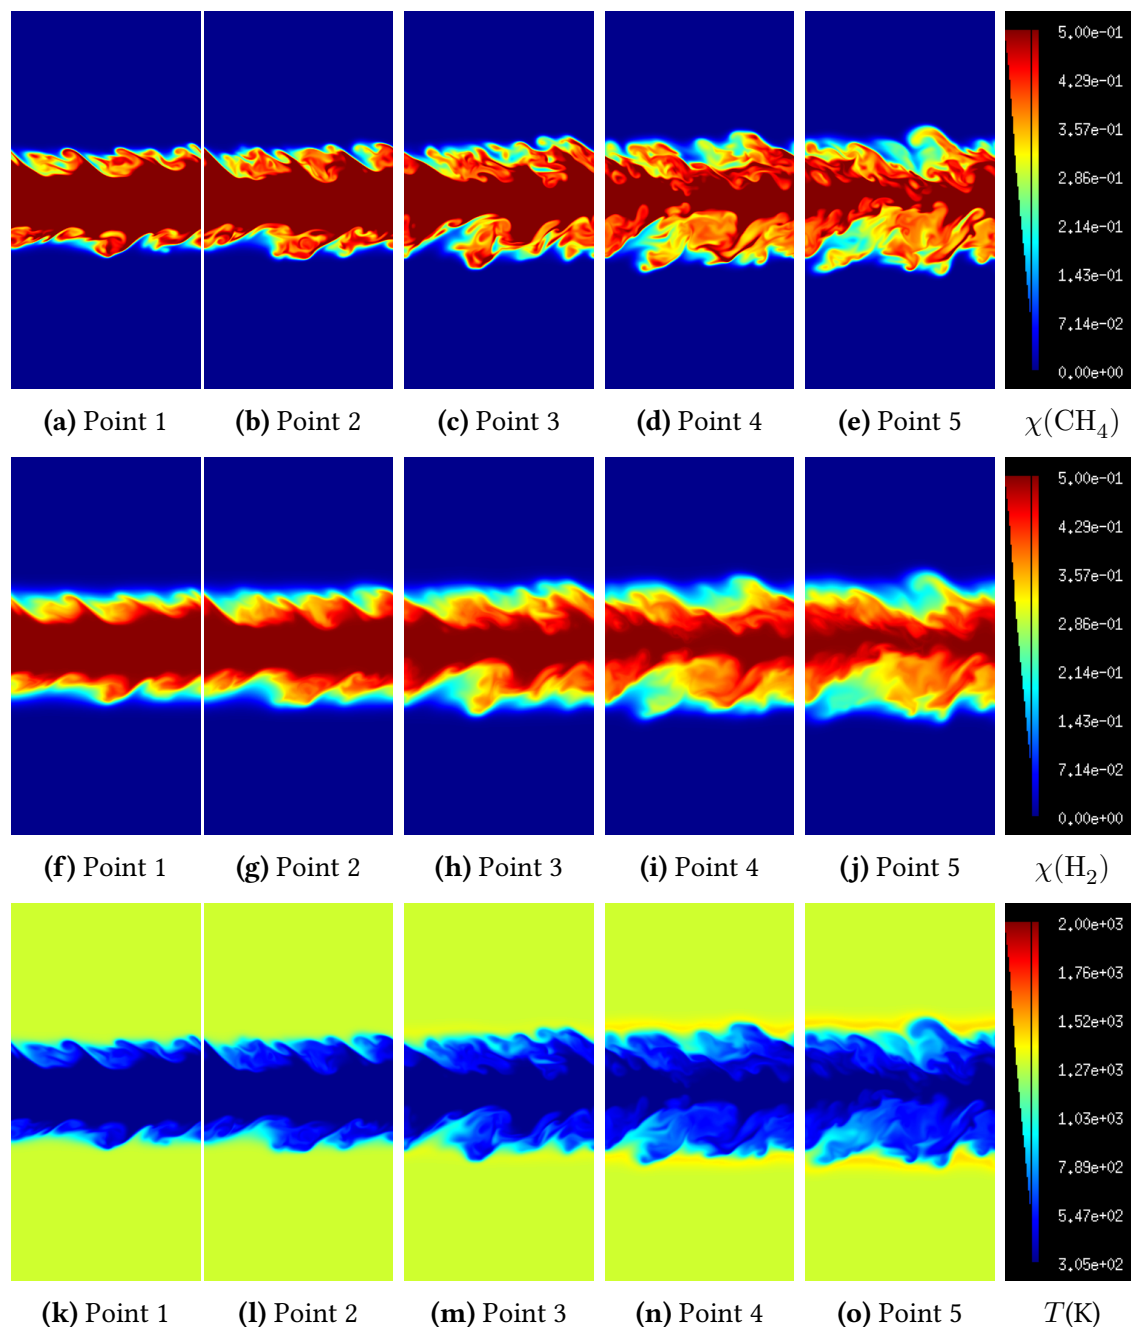 5.00e-01
4.29e-01
3.57e-01
2.86e-01
2.14e-01
1.43e-01
7.14e-02
0.00e+00
(a) Point 1 (b) Point 2 (c) Point 3 (d) Point 4 (e) Point 5 χ(CH₄)
5.00e-01
4.29e-01
3.57e-01
2.86e-01
2.14e-01
1.43e-01
7.14e-02
0.00e+00
(f) Point 1 (g) Point 2 (h) Point 3 (i) Point 4 (j) Point 5 χ(H₂)
2.00e+03
1.76e+03
1.52e+03
1.27e+03
1.03e+03
7.89e+02
5.47e+02
3.05e+02
(k) Point 1 (l) Point 2 (m) Point 3 (n) Point 4 (o) Point 5 T(K)